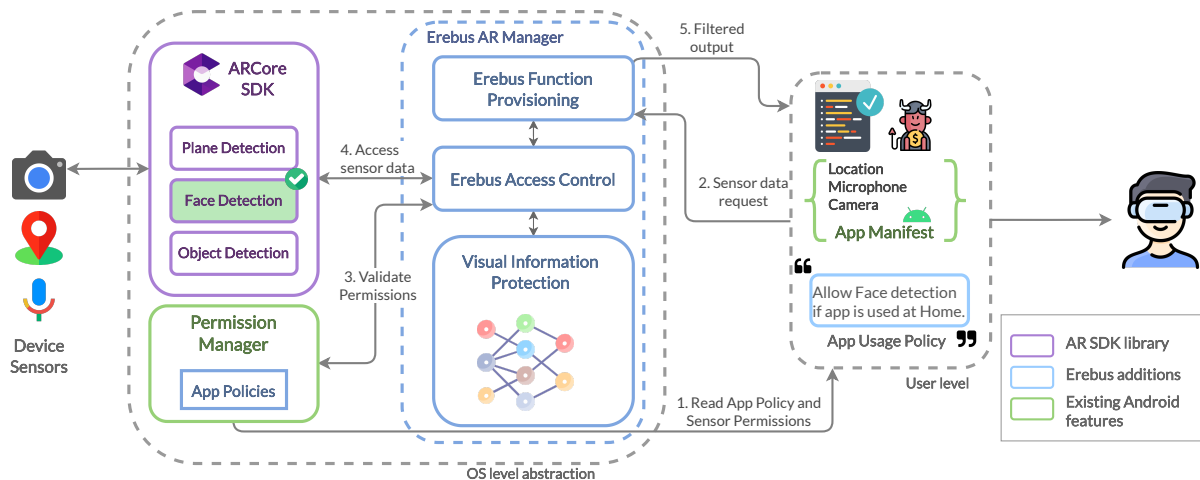 Device
Sensors
ARCore
SDK
Plane Detection
Face Detection
Object Detection
Permission
Manager
App Policies
Erebus AR Manager
Erebus Function
Provisioning
Erebus Access Control
Visual Information
Protection
4. Access
sensor data
3. Validate
Permissions
OS level abstraction
5. Filtered
output
2. Sensor data
request
1. Read App Policy and
Sensor Permissions
Location
Microphone
Camera
App Manifest
“
Allow Face detection
if app is used at Home.
App Usage Policy ”
User level
AR SDK library
Erebus additions
Existing Android
features